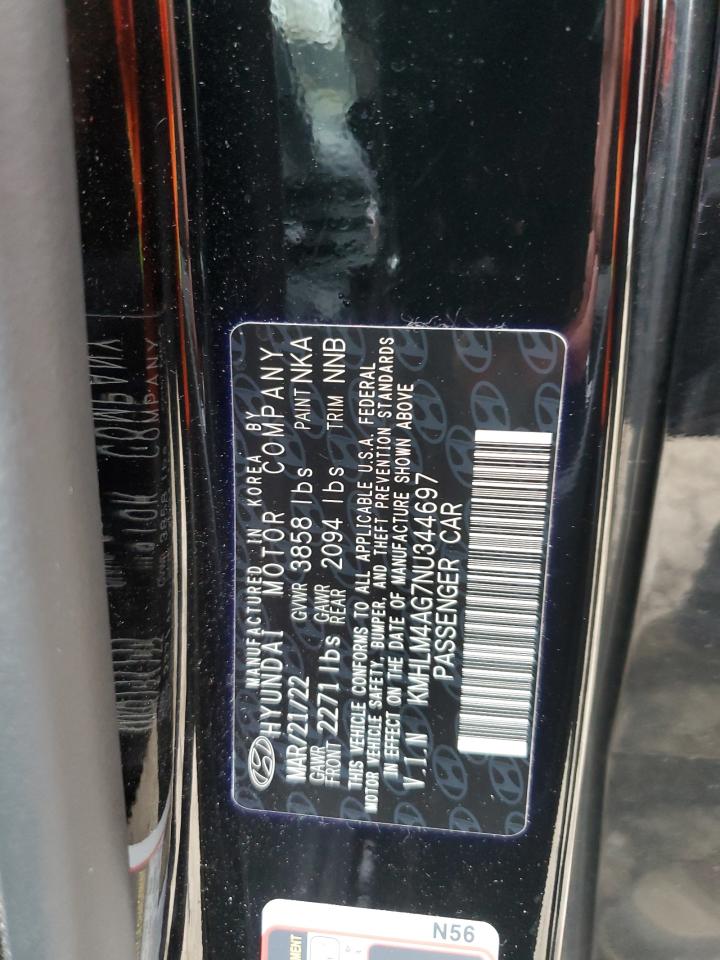 MANUFACTURED IN KOREA BY
HYUNDAI MOTOR COMPANY
MAR/21/22 GVWR 3858 lbs PAINT NKA
GAWR FRONT 2271 lbs GAWR REAR 2094 lbs TRIM NNB
THIS VEHICLE CONFORMS TO ALL APPLICABLE U.S.A. FEDERAL
MOTOR VEHICLE SAFETY, BUMPER, AND THEFT PREVENTION STANDARDS
IN EFFECT ON THE DATE OF MANUFACTURE SHOWN ABOVE
V.I.N KMHLM4AG7NU344697
PASSENGER CAR
N56